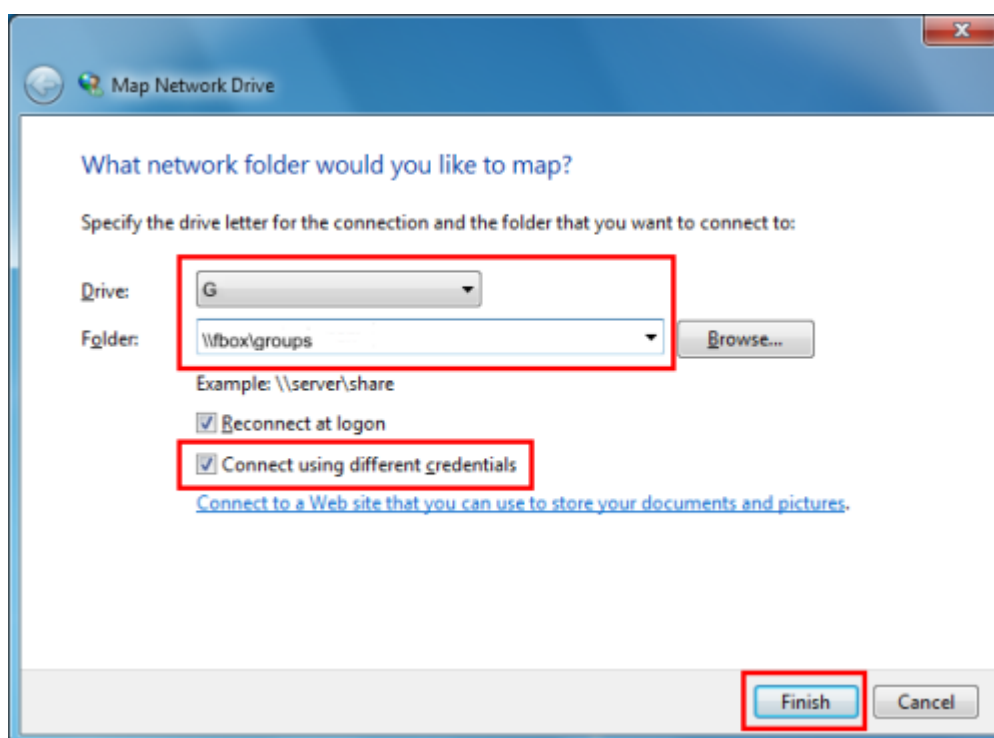 Map Network Drive
What network folder would you like to map?
Specify the drive letter for the connection and the folder that you want to connect to:
Drive: G
Folder: \\fbox\groups Browse...
Example: \\server\share
Reconnect at logon
Connect using different credentials
Connect to a Web site that you can use to store your documents and pictures.
Finish Cancel